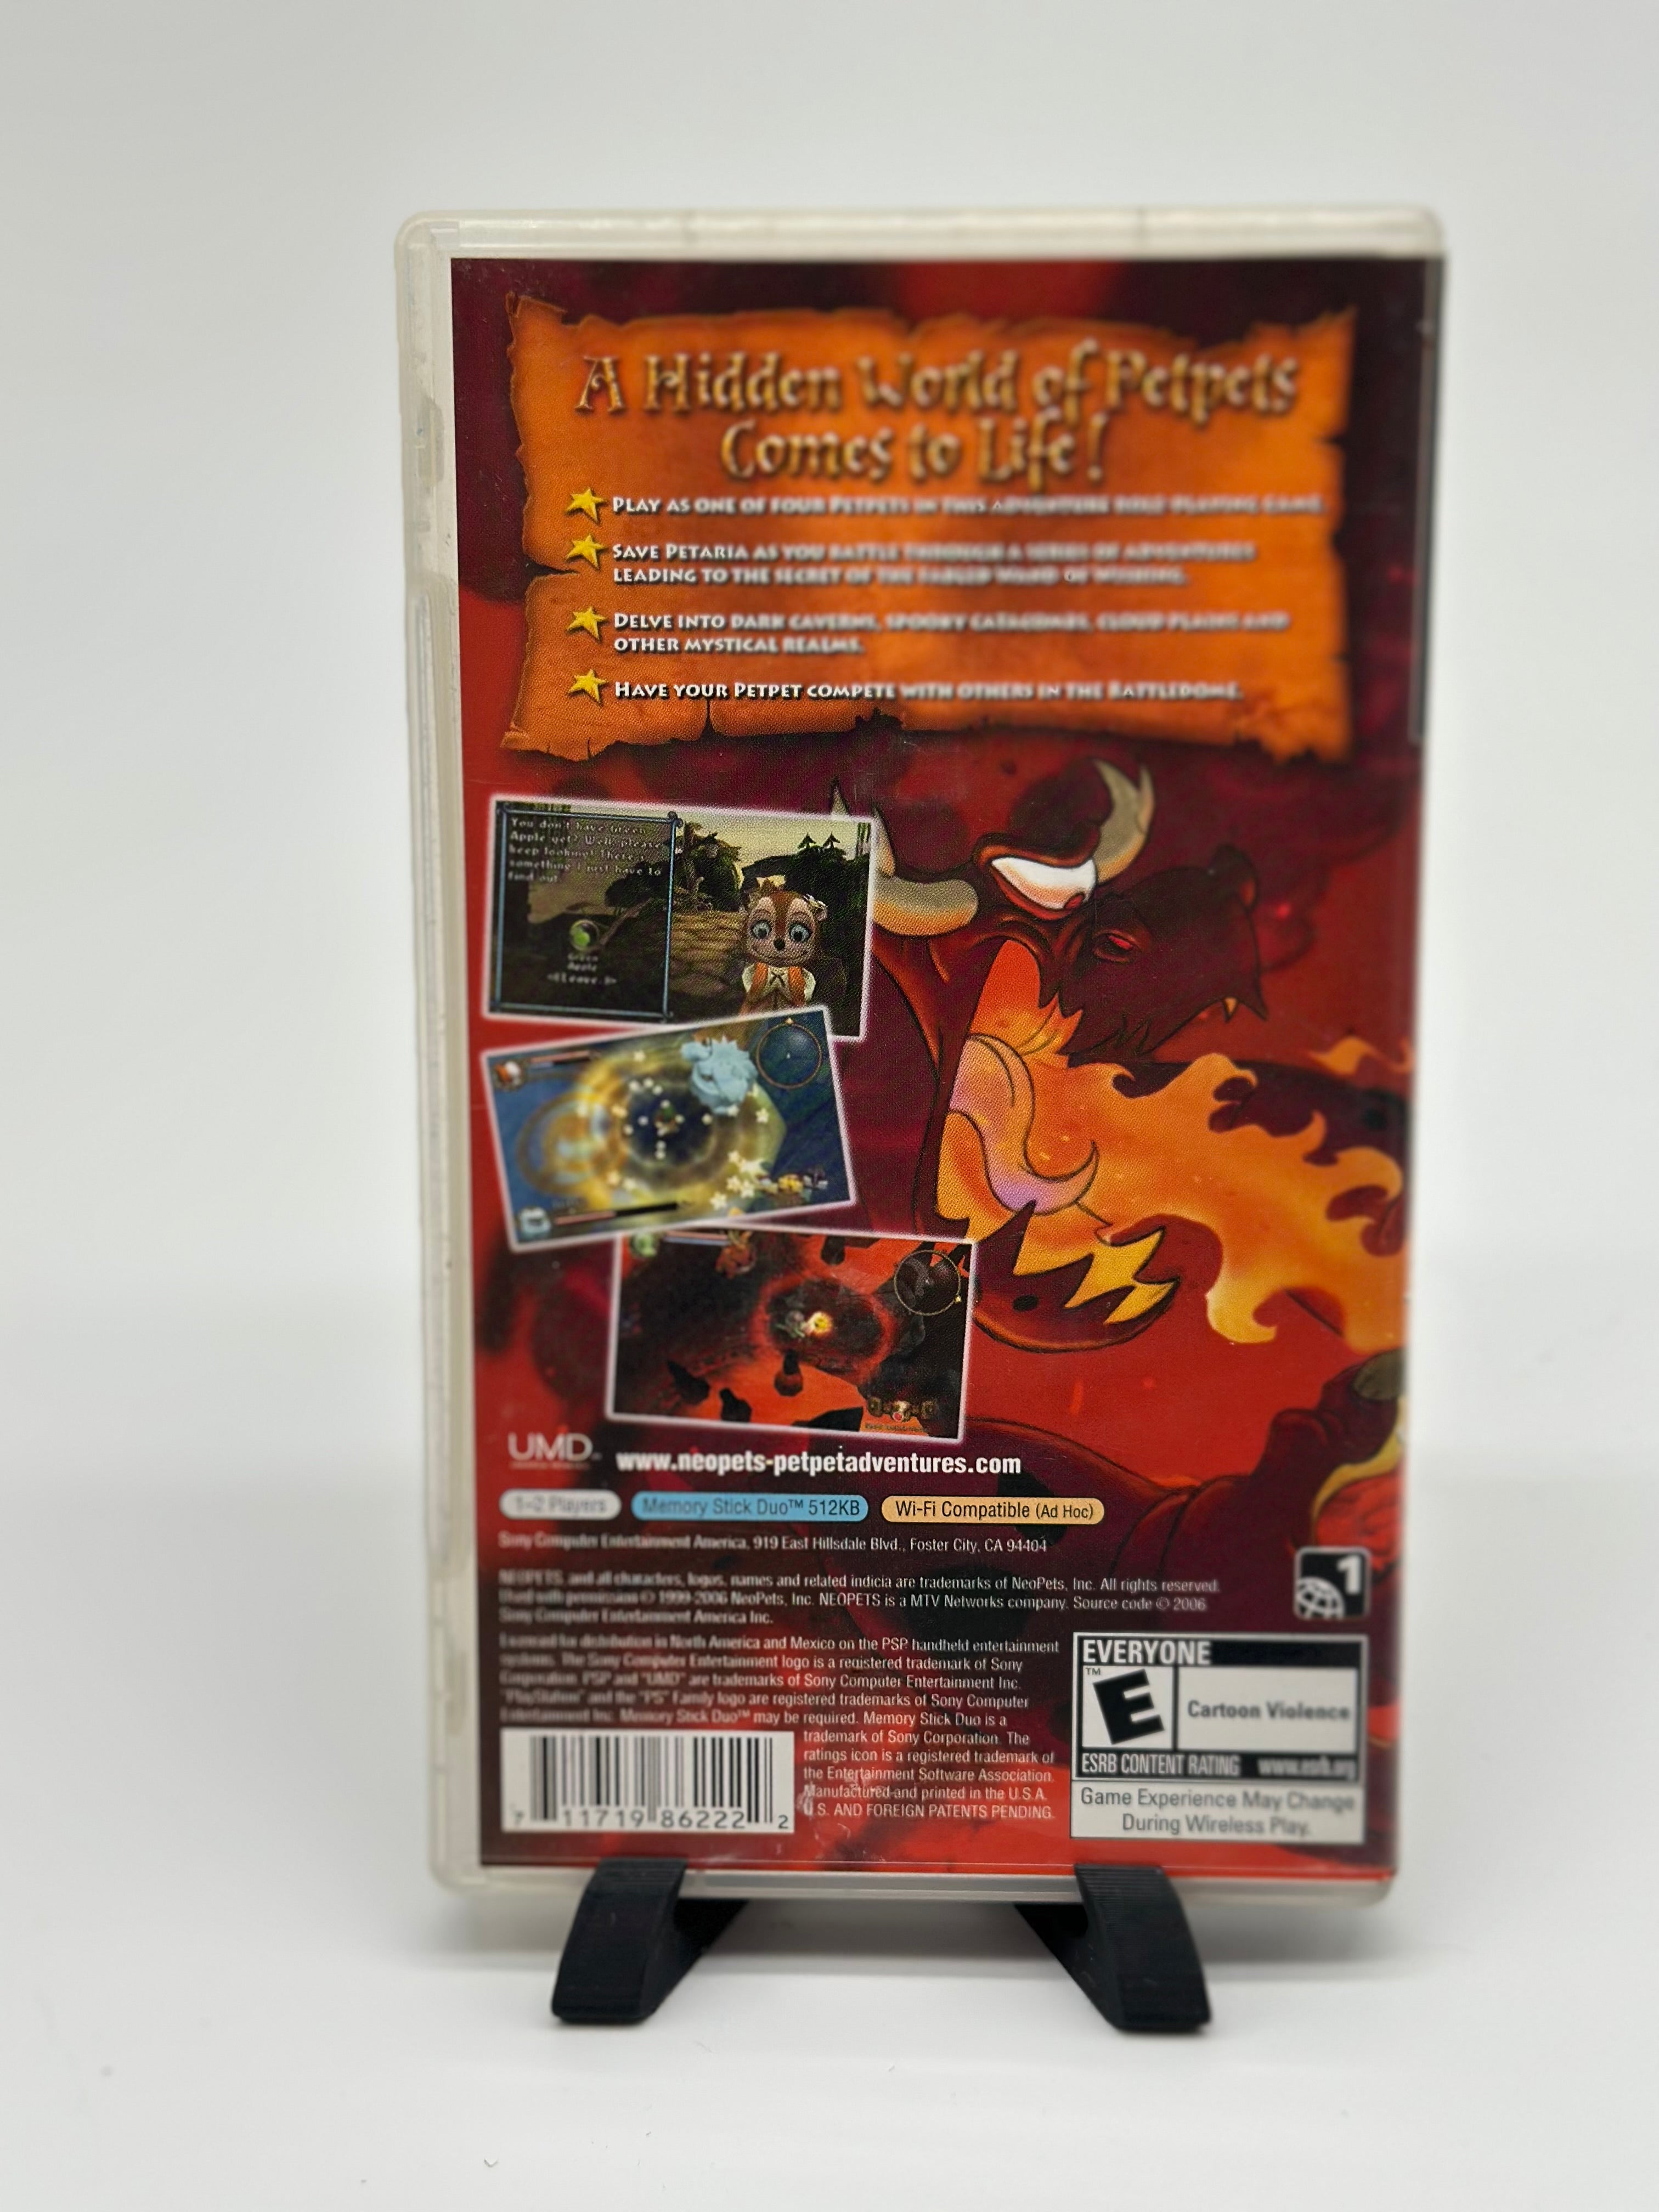 A Hidden World of Petpets
Comes to Life!
PLAY AS ONE OF FOUR PETPETS IN THIS ADVENTURE ROLE PLAYING GAME.
SAVE PETARIA AS YOU BATTLE THROUGH A SERIES OF ADVENTURES
LEADING TO THE SECRET OF THE FABLED WAND OF WISHING.
DELVE INTO DARK CAVERNS, SPOOKY CATACOMBS, CLOUD PLAINS AND
OTHER MYSTICAL REALMS.
HAVE YOUR PETPET COMPETE WITH OTHERS IN THE BATTLEDOME.
You don't have Green
Apple yet? Well, please
keep looking! There's
something I just have to
find out.
Green
Apple
<Leave.>
UMD™
www.neopets-petpetadventures.com
1-2 Players
Memory Stick Duo™ 512KB
Wi-Fi Compatible (Ad Hoc)
Sony Computer Entertainment America, 919 East Hillsdale Blvd., Foster City, CA 94404
NEOPETS, and all characters, logos, names and related indicia are trademarks of NeoPets, Inc. All rights reserved.
Used with permission © 1999-2006 NeoPets, Inc. NEOPETS is a MTV Networks company. Source code © 2006
Sony Computer Entertainment America Inc.
1
Licensed for distribution in North America and Mexico on the PSP handheld entertainment
systems. The Sony Computer Entertainment logo is a registered trademark of Sony
Corporation. PSP and "UMD" are trademarks of Sony Computer Entertainment Inc.
"PlayStation" and the "PS" Family logo are registered trademarks of Sony Computer
Entertainment Inc. Memory Stick Duo™ may be required. Memory Stick Duo is a
trademark of Sony Corporation. The
ratings icon is a registered trademark of
the Entertainment Software Association.
Manufactured and printed in the U.S.A.
U.S. AND FOREIGN PATENTS PENDING.
EVERYONE
™
E
Cartoon Violence
ESRB CONTENT RATING www.esrb.org
Game Experience May Change
During Wireless Play.
7 11719 86222 2